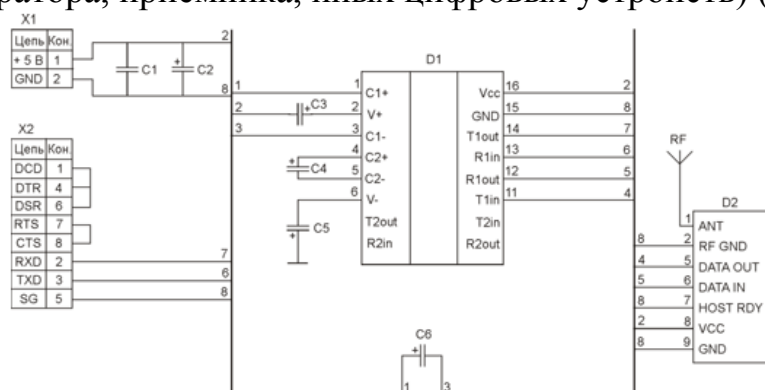 ратора, приемника, иных цифровых устройств) (
X1
Цепь Кон.
+ 5 В 1
GND 2
C1
C2
2
8
X2
Цепь Кон.
DCD 1
DTR 4
DSR 6
RTS 7
CTS 8
RXD 2
TXD 3
SG 5
7
6
8
D1
1 1 C1+
2 C3 2 V+
3 3 C1-
C4 4 C2+
5 C2-
C5 6 V-
T2out
R2in
Vcc 16 2
GND 15 8
T1out 14 7
R1in 13 6
R1out 12 5
T1in 11 4
T2in
R2out
RF
D2
1 ANT
8 2 RF GND
4 5 DATA OUT
5 6 DATA IN
8 7 HOST RDY
2 8 VCC
8 9 GND
C6
1 3